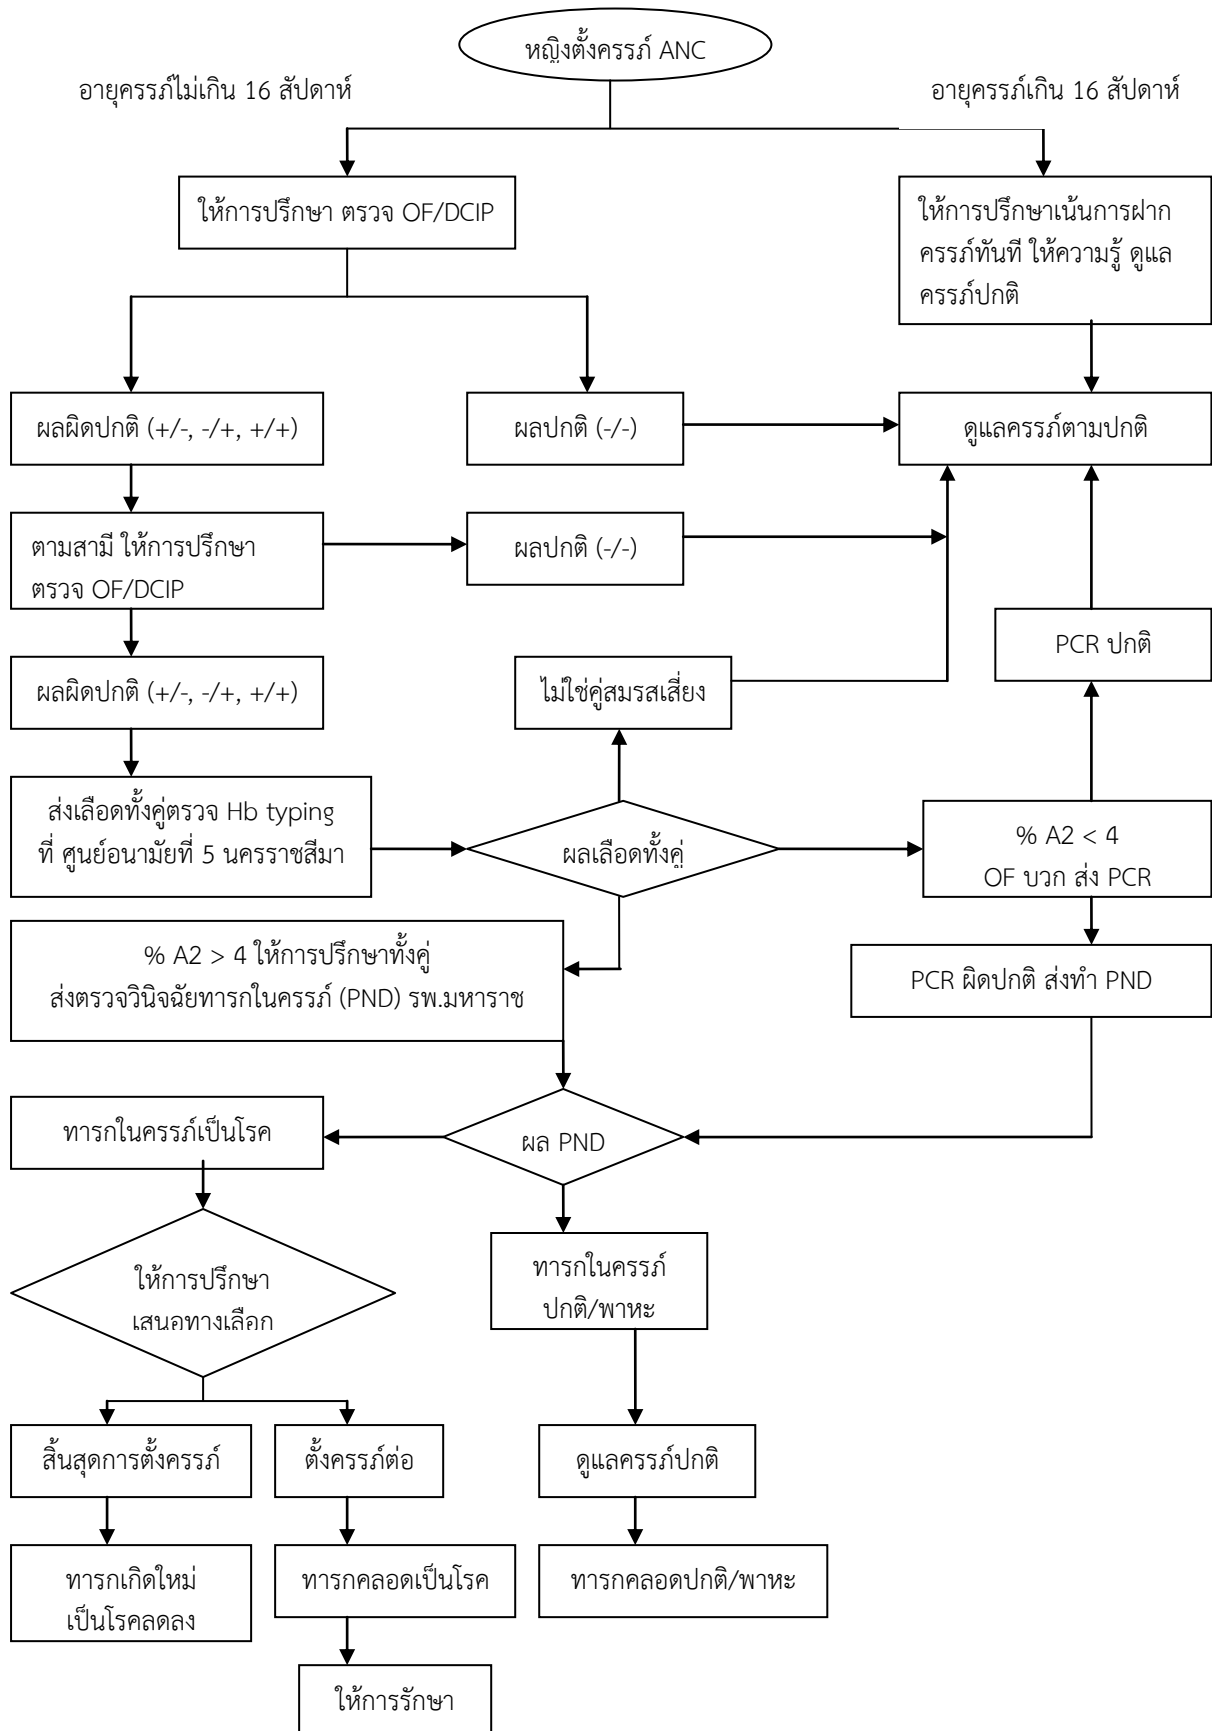 หญิงตั้งครรภ์ ANC
อายุครรภ์ไม่เกิน 16 สัปดาห์
อายุครรภ์เกิน 16 สัปดาห์
ให้การปรึกษา ตรวจ OF/DCIP
ให้การปรึกษาเน้นการฝาก
ครรภ์ทันที ให้ความรู้ ดูแล
ครรภ์ปกติ
ผลผิดปกติ (+/-, -/+, +/+)
ผลปกติ (-/-)
ดูแลครรภ์ตามปกติ
ตามสามี ให้การปรึกษา
ตรวจ OF/DCIP
ผลปกติ (-/-)
PCR ปกติ
ผลผิดปกติ (+/-, -/+, +/+)
ไม่ใช่คู่สมรสเสี่ยง
ส่งเลือดทั้งคู่ตรวจ Hb typing
ที่ ศูนย์อนามัยที่ 5 นครราชสีมา
ผลเลือดทั้งคู่
% A2 < 4
OF บวก ส่ง PCR
% A2 > 4 ให้การปรึกษาทั้งคู่
ส่งตรวจวินิจฉัยทารกในครรภ์ (PND) รพ.มหาราช
PCR ผิดปกติ ส่งทำ PND
ทารกในครรภ์เป็นโรค
ผล PND
ให้การปรึกษา
เสนอทางเลือก
ทารกในครรภ์
ปกติ/พาหะ
สิ้นสุดการตั้งครรภ์
ตั้งครรภ์ต่อ
ดูแลครรภ์ปกติ
ทารกเกิดใหม่
เป็นโรคลดลง
ทารกคลอดเป็นโรค
ทารกคลอดปกติ/พาหะ
ให้การรักษา